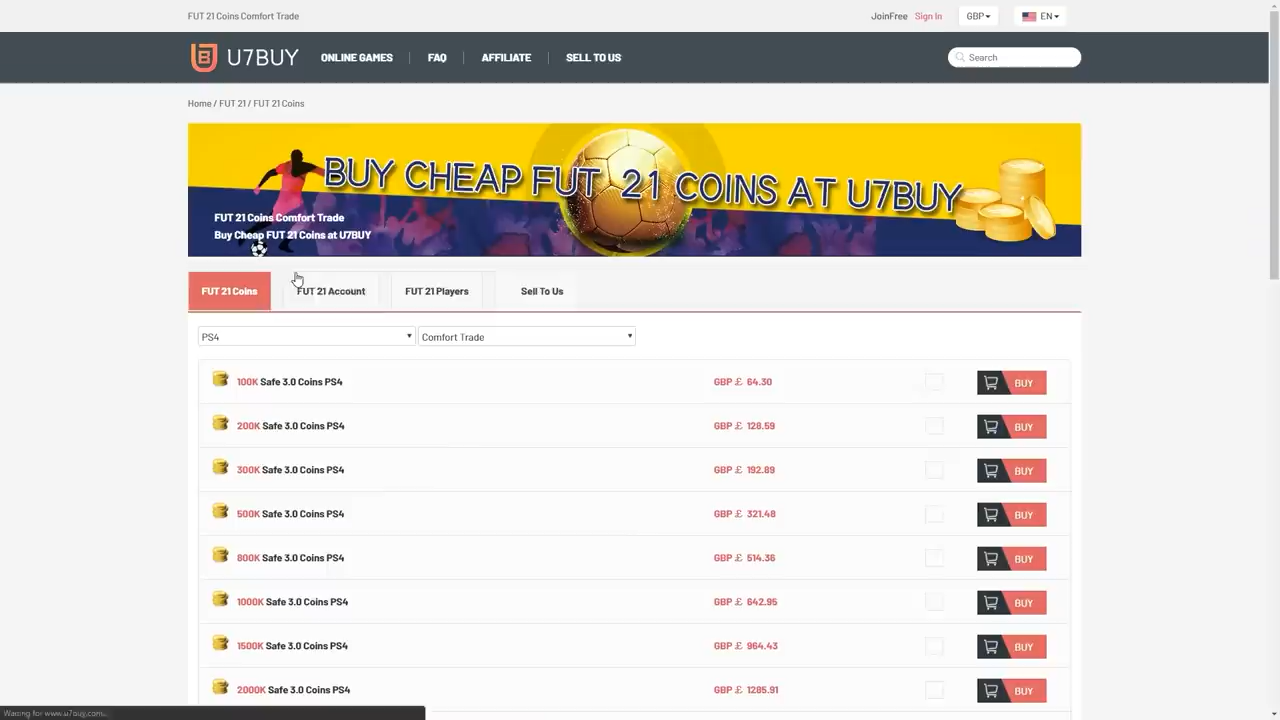 FUT 21 Coins Comfort Trade
JoinFree Sign In GBP EN
U7BUY ONLINE GAMES FAQ AFFILIATE SELL TO US Search
Home / FUT 21 / FUT 21 Coins
BUY CHEAP FUT 21 COINS AT U7BUY
FUT 21 Coins Comfort Trade
Buy Cheap FUT 21 Coins at U7BUY
FUT 21 Coins FUT 21 Account FUT 21 Players Sell To Us
PS4 Comfort Trade
100K Safe 3.0 Coins PS4 GBP £ 64.30 BUY
200K Safe 3.0 Coins PS4 GBP £ 128.59 BUY
300K Safe 3.0 Coins PS4 GBP £ 192.89 BUY
500K Safe 3.0 Coins PS4 GBP £ 321.48 BUY
800K Safe 3.0 Coins PS4 GBP £ 514.36 BUY
1000K Safe 3.0 Coins PS4 GBP £ 642.95 BUY
1500K Safe 3.0 Coins PS4 GBP £ 964.43 BUY
2000K Safe 3.0 Coins PS4 GBP £ 1285.91 BUY
Waiting for www.u7buy.com...